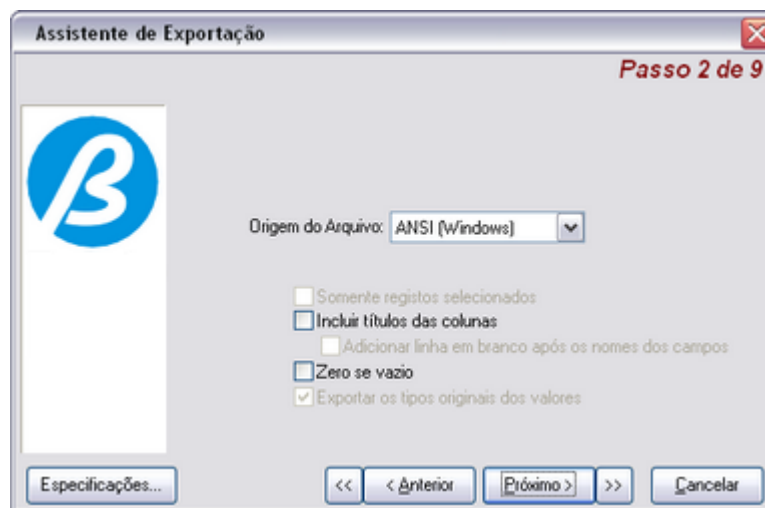 Assistente de Exportação
Passo 2 de 9
Origem do Arquivo: ANSI (Windows)
Somente registos selecionados
Incluir títulos das colunas
Adicionar linha em branco após os nomes dos campos
Zero se vazio
Exportar os tipos originais dos valores
Especificações... << < Anterior Próximo > >> Cancelar